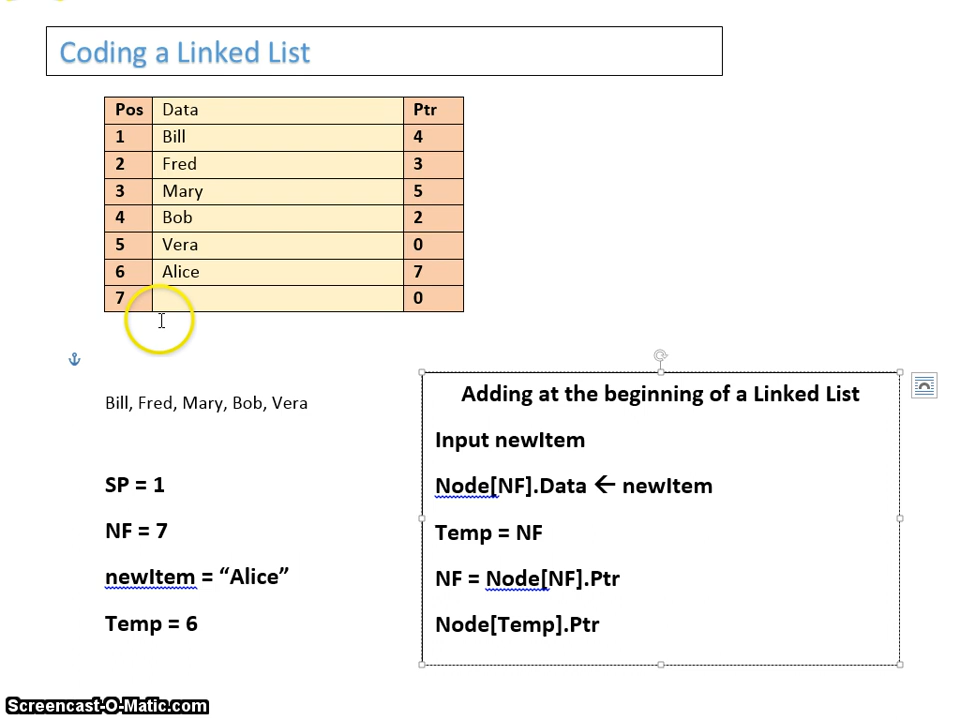 Coding a Linked List
Pos Data Ptr
1 Bill 4
2 Fred 3
3 Mary 5
4 Bob 2
5 Vera 0
6 Alice 7
7 0
Bill, Fred, Mary, Bob, Vera
SP = 1
NF = 7
newItem = “Alice”
Temp = 6
Adding at the beginning of a Linked List
Input newItem
Node[NF].Data ← newItem
Temp = NF
NF = Node[NF].Ptr
Node[Temp].Ptr
Screencast-O-Matic.com